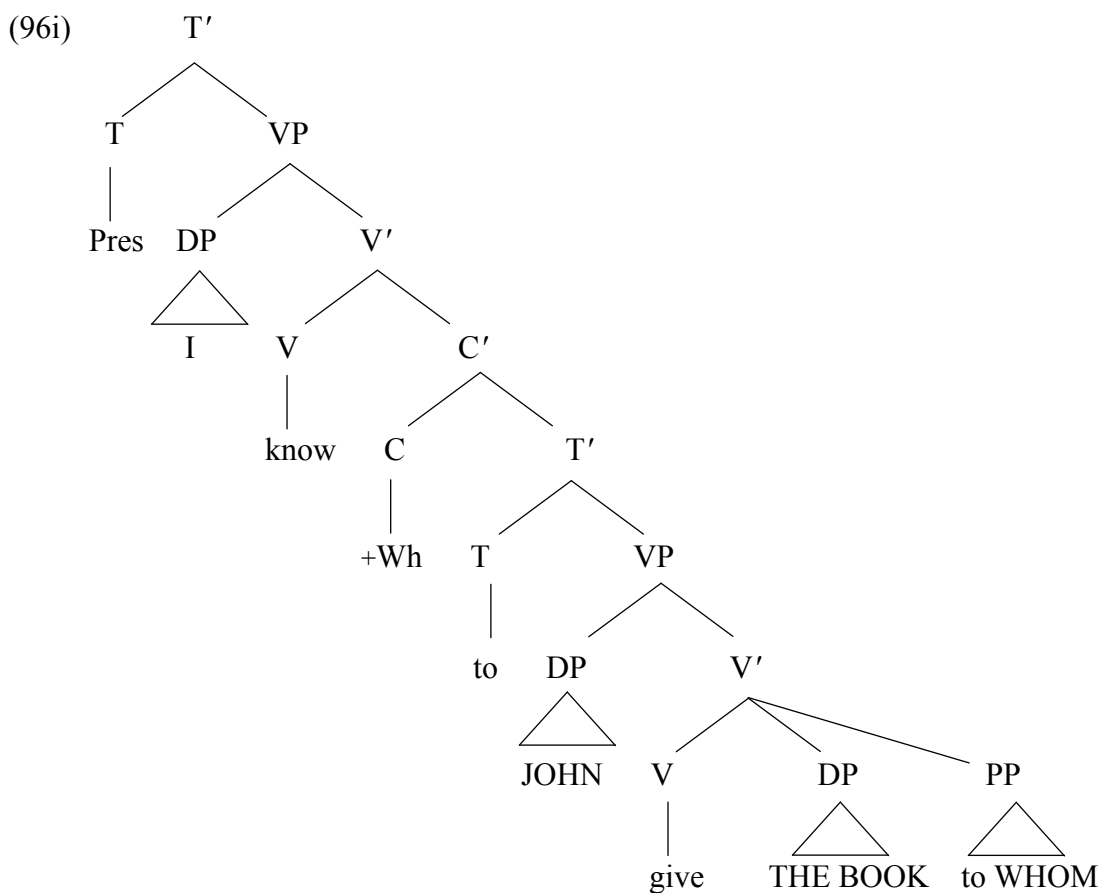 (96i) T′
T VP
Pres DP V′
I V C′
know C T′
+Wh T VP
to DP V′
JOHN V DP PP
give THE BOOK to WHOM